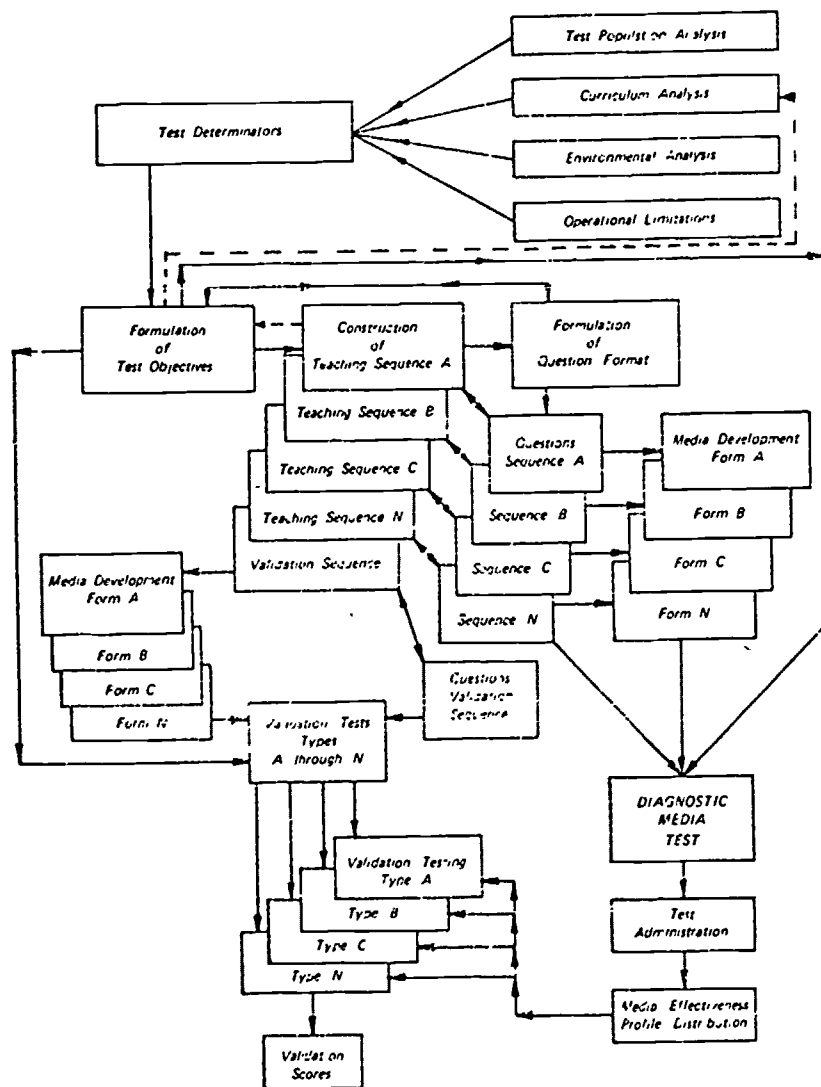 Test Population Analysis
Curriculum Analysis
Test Determinators
Environmental Analysis
Operational Limitations
Formulation
of
Test Objectives
Construction
of
Teaching Sequence A
Formulation
of
Question Format
Teaching Sequence B
Teaching Sequence C
Teaching Sequence N
Validation Sequence
Questions
Sequence A
Sequence B
Sequence C
Sequence N
Media Development
Form A
Form B
Form C
Form N
Media Development
Form A
Form B
Form C
Form N
Questions
Validation
Sequence
Validation Tests
Types
A through N
DIAGNOSTIC
MEDIA
TEST
Validation Testing
Type A
Type B
Type C
Type N
Test
Administration
Media Effectiveness
Profile Distribution
Validation
Scores